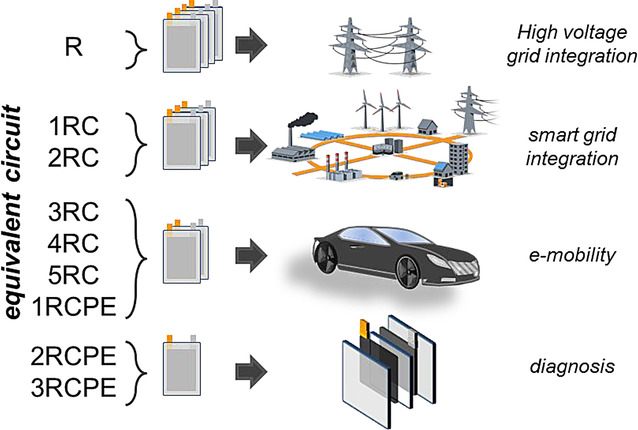 equivalent circuit
R
High voltage
grid integration
1RC
2RC
smart grid
integration
3RC
4RC
5RC
1RCPE
e-mobility
2RCPE
3RCPE
diagnosis